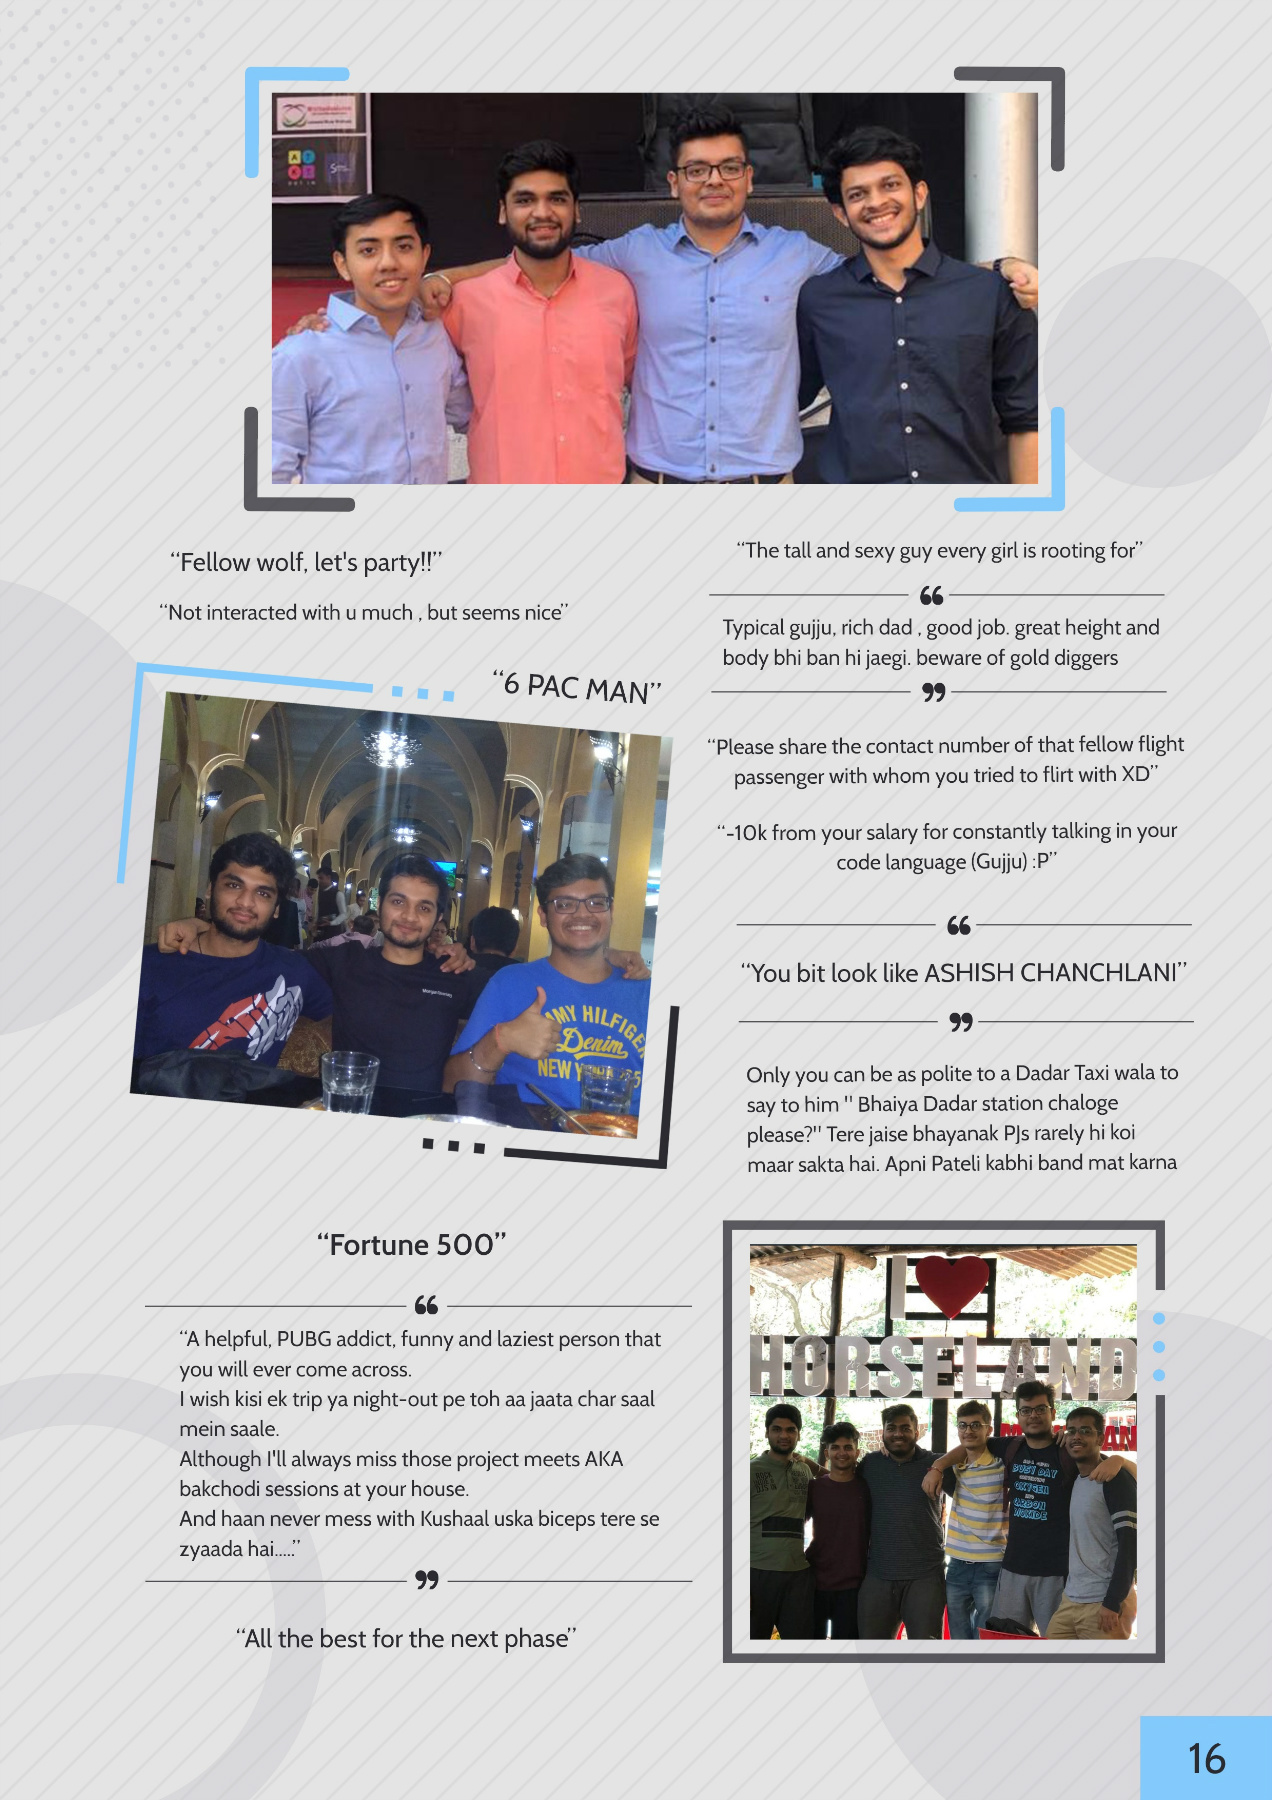 “Fellow wolf, let's party!!”
“Not interacted with u much , but seems nice”
“6 PAC MAN”
“The tall and sexy guy every girl is rooting for”
Typical gujju, rich dad , good job. great height and
body bhi ban hi jaegi. beware of gold diggers
“Please share the contact number of that fellow flight
passenger with whom you tried to flirt with XD”
“-10k from your salary for constantly talking in your
code language (Gujju) :P”
“You bit look like ASHISH CHANCHLANI”
Only you can be as polite to a Dadar Taxi wala to
say to him " Bhaiya Dadar station chaloge
please?" Tere jaise bhayanak PJs rarely hi koi
maar sakta hai. Apni Pateli kabhi band mat karna
HILFIGER
Denim
NEW
“Fortune 500”
“A helpful, PUBG addict, funny and laziest person that
you will ever come across.
I wish kisi ek trip ya night-out pe toh aa jaata char saal
mein saale.
Although I'll always miss those project meets AKA
bakchodi sessions at your house.
And haan never mess with Kushaal uska biceps tere se
zyaada hai.....”
“All the best for the next phase”
I
HORSELAND
BUSY DAY
OXYGEN
CARBON
DIOXIDE
16